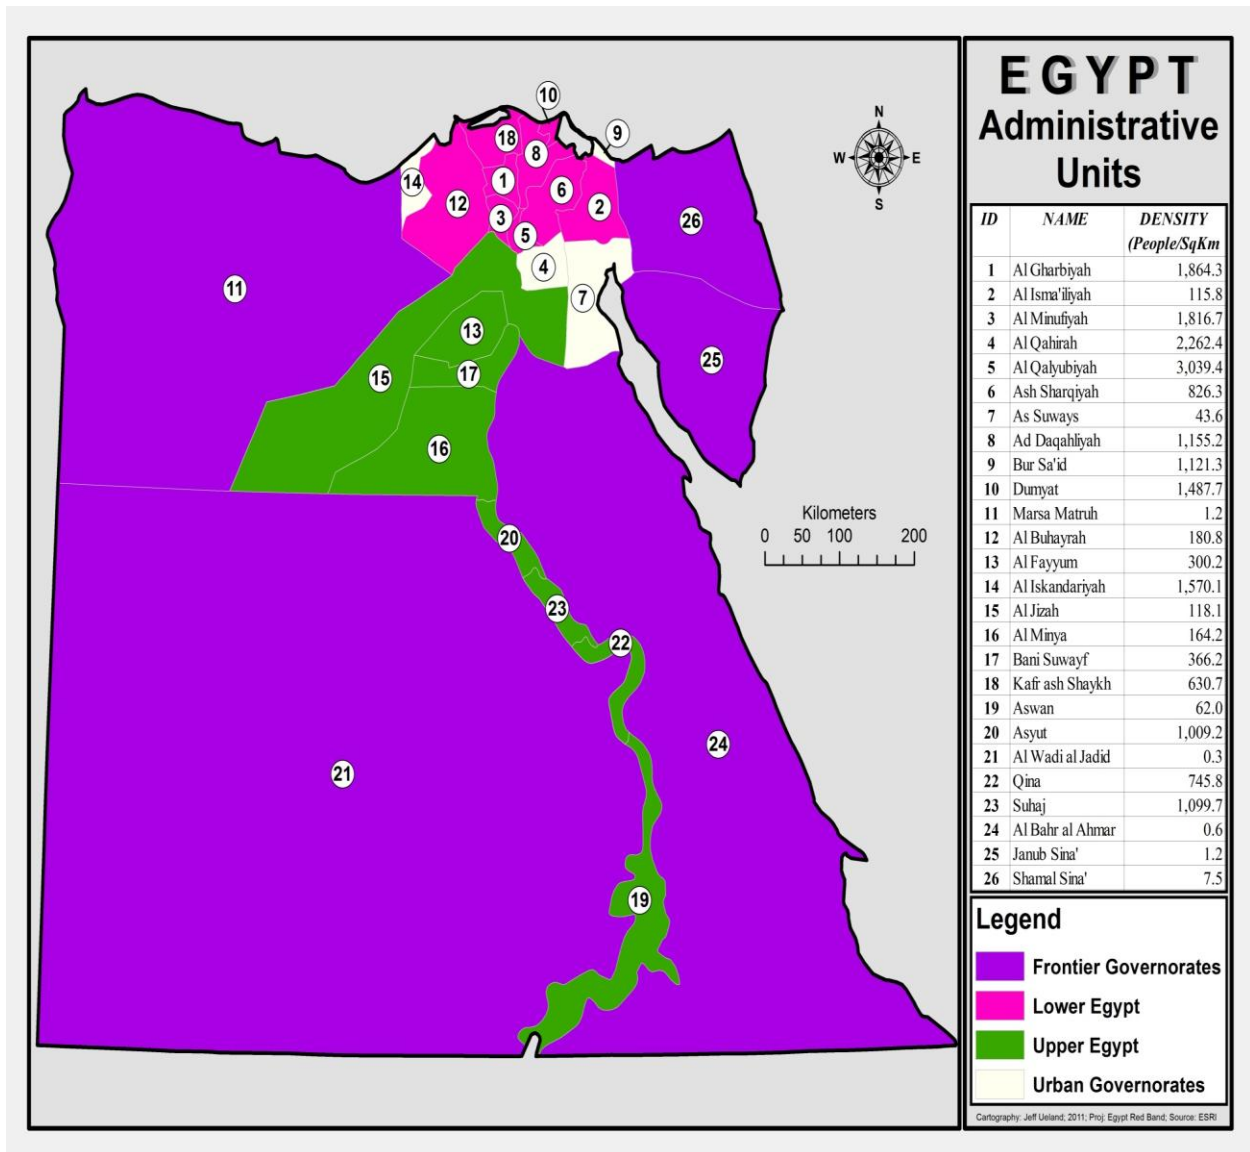 10
N
9
18
8
W
E
14
1
6
S
12
3
2
26
5
4
11
7
13
25
15
17
16
Kilometers
0 50 100 200
20
23
22
24
21
19
EGYPT
Administrative
Units
ID NAME DENSITY
(People/SqKm
1 Al Gharbiyah 1,864.3
2 Al Isma'iliyah 115.8
3 Al Minufiyah 1,816.7
4 Al Qahirah 2,262.4
5 Al Qalyubiyah 3,039.4
6 Ash Sharqiyah 826.3
7 As Suways 43.6
8 Ad Daqahliyah 1,155.2
9 Bur Sa'id 1,121.3
10 Dumyat 1,487.7
11 Marsa Matruh 1.2
12 Al Buhayrah 180.8
13 Al Fayyum 300.2
14 Al Iskandariyah 1,570.1
15 Al Jizah 118.1
16 Al Minya 164.2
17 Bani Suwayf 366.2
18 Kafr ash Shaykh 630.7
19 Aswan 62.0
20 Asyut 1,009.2
21 Al Wadi al Jadid 0.3
22 Qina 745.8
23 Suhaj 1,099.7
24 Al Bahr al Ahmar 0.6
25 Janub Sina' 1.2
26 Shamal Sina' 7.5
Legend
Frontier Governorates
Lower Egypt
Upper Egypt
Urban Governorates
Cartography: Jeff Ueland; 2011; Proj: Egypt Red Band; Source: ESRI